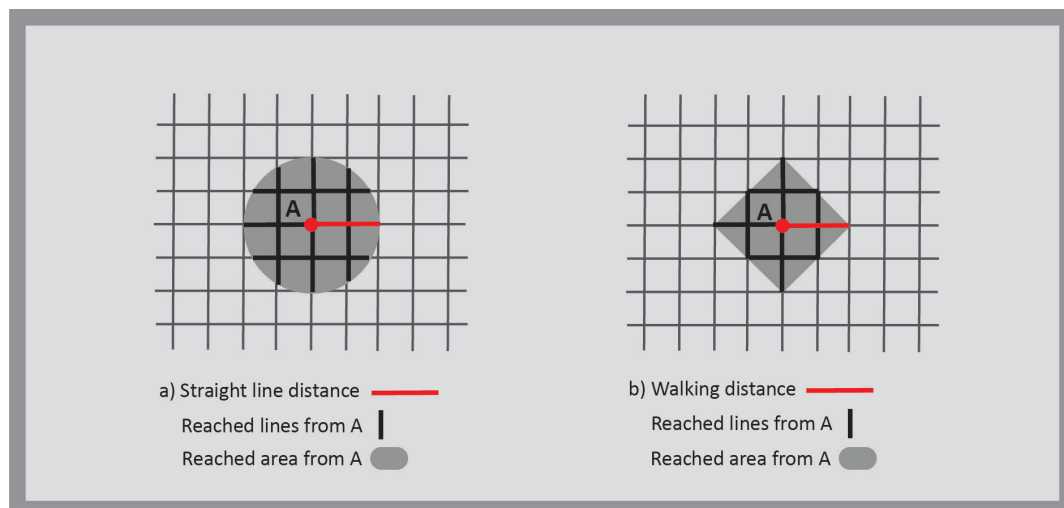 A
A
a) Straight line distance
Reached lines from A
Reached area from A
b) Walking distance
Reached lines from A
Reached area from A